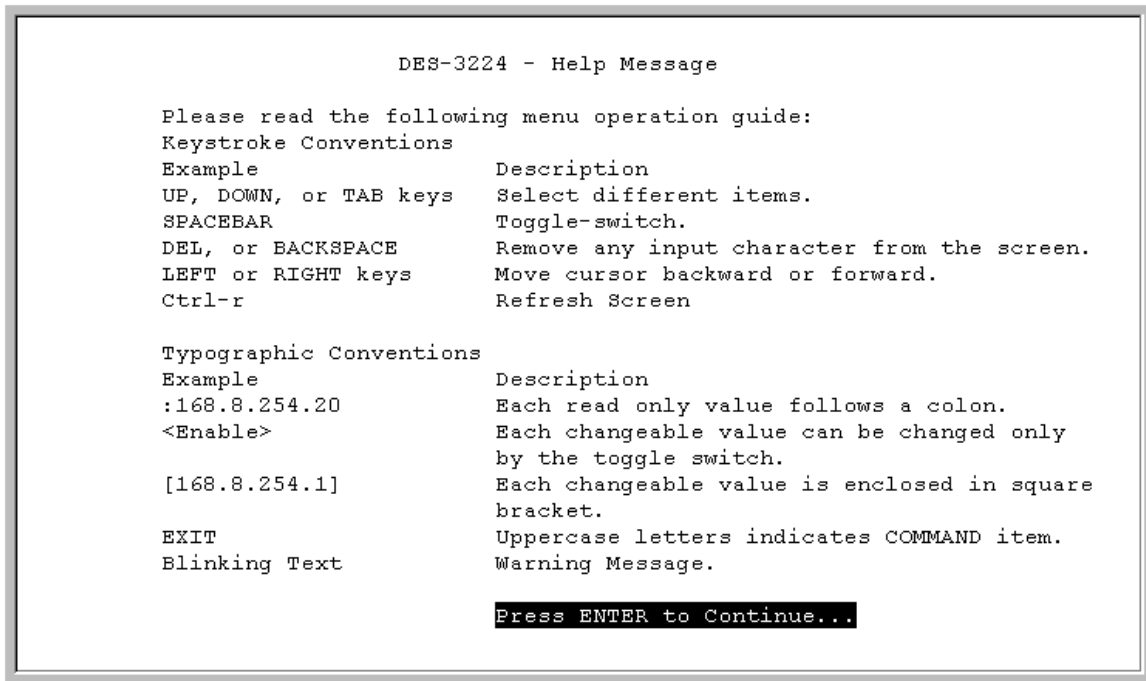 DES-3224 - Help Message
Please read the following menu operation guide:
Keystroke Conventions
Example Description
UP, DOWN, or TAB keys Select different items.
SPACEBAR Toggle-switch.
DEL, or BACKSPACE Remove any input character from the screen.
LEFT or RIGHT keys Move cursor backward or forward.
Ctrl-r Refresh Screen
Typographic Conventions
Example Description
:168.8.254.20 Each read only value follows a colon.
<Enable> Each changeable value can be changed only
by the toggle switch.
[168.8.254.1] Each changeable value is enclosed in square
bracket.
EXIT Uppercase letters indicates COMMAND item.
Blinking Text Warning Message.
Press ENTER to Continue...